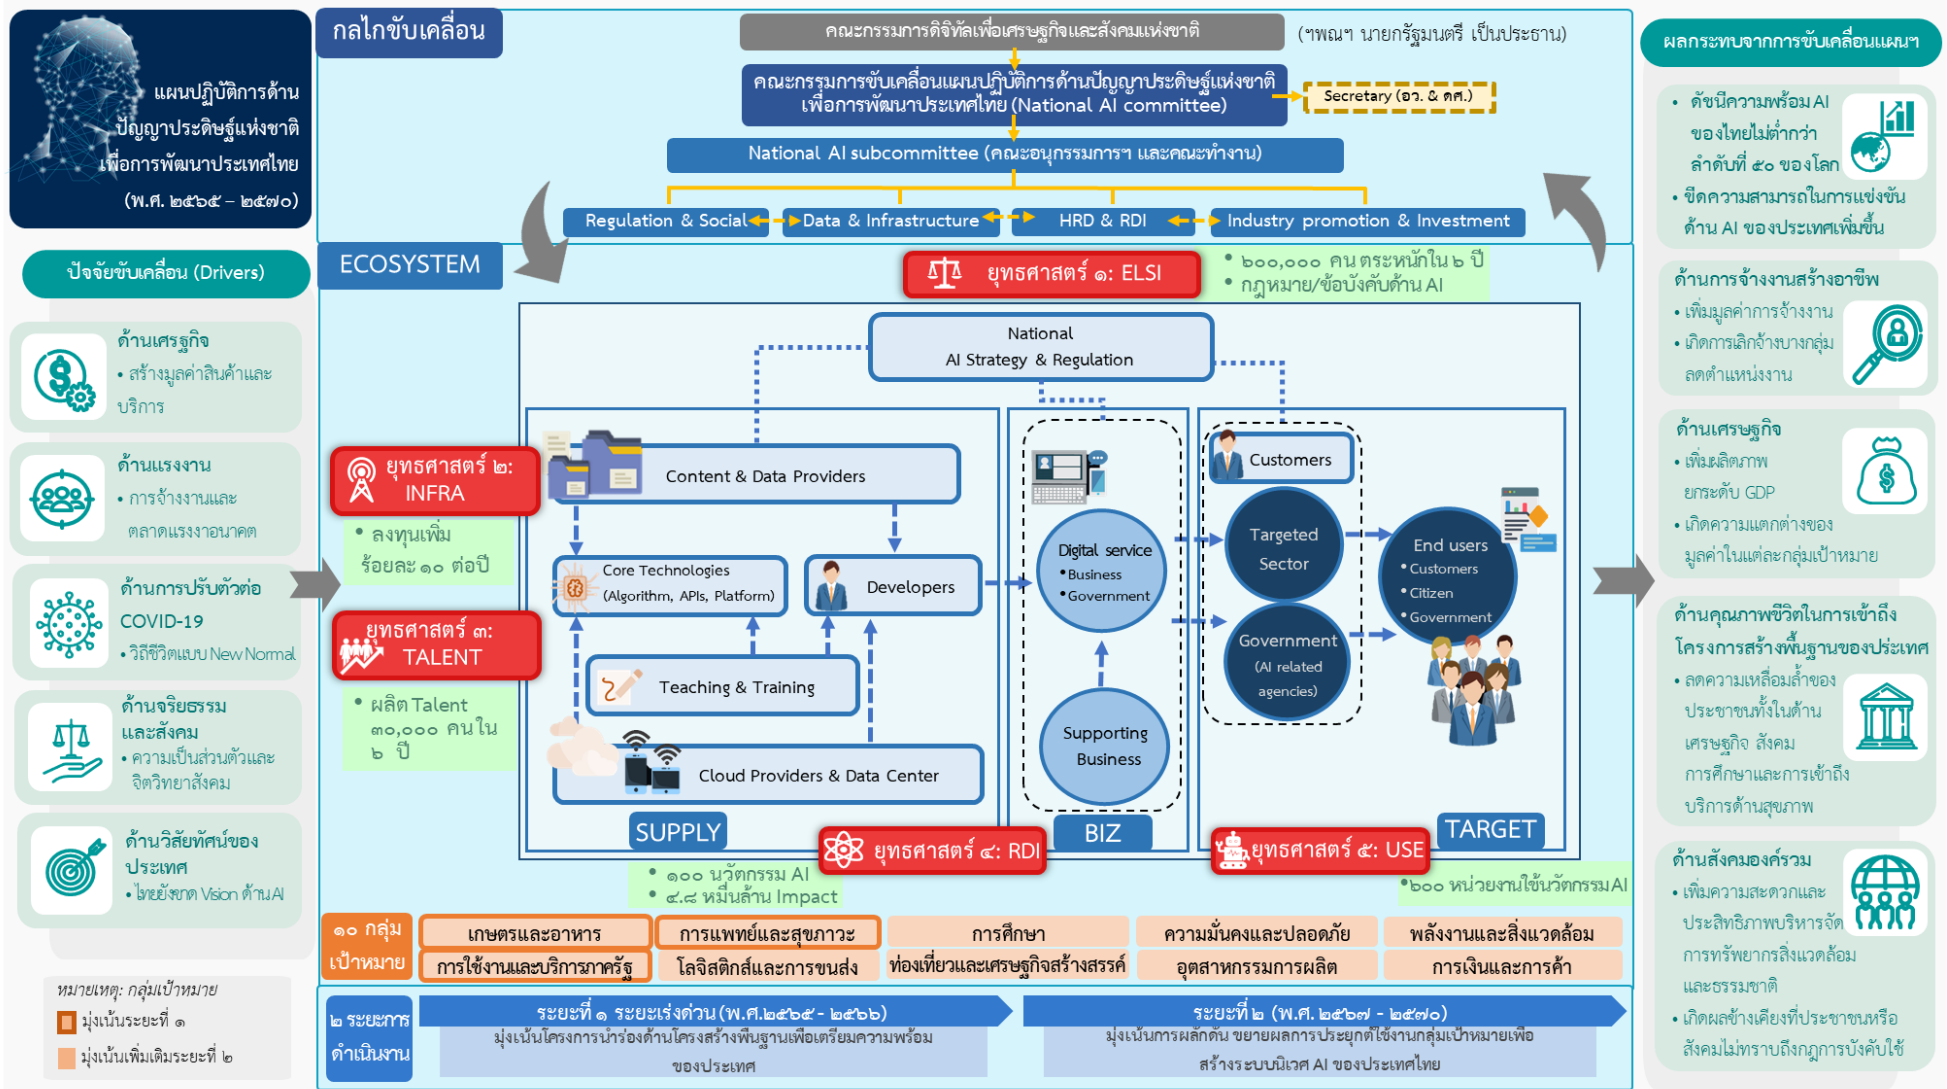 แผนปฏิบัติการด้าน
ปัญญาประดิษฐ์แห่งชาติ
เพื่อการพัฒนาประเทศไทย
(พ.ศ. ๒๕๖๕ – ๒๕๗๐)
ปัจจัยขับเคลื่อน (Drivers)
ด้านเศรฐกิจ
• สร้างมูลค่าสินค้าและ
บริการ
ด้านแรงงาน
• การจ้างงานและ
ตลาดแรงงาอนาคต
ด้านการปรับตัวต่อ
COVID-19
• วิถีชีวิตแบบ New Normal
ด้านจริยธรรม
และสังคม
• ความเป็นส่วนตัวและ
จิตวิทยาสังคม
ด้านวิสัยทัศน์ของ
ประเทศ
• ไทยยังขาด Vision ด้าน AI
หมายเหตุ: กลุ่มเป้าหมาย
มุ่งเน้นระยะที่ ๑
มุ่งเน้นเพิ่มเติมระยะที่ ๒
กลไกขับเคลื่อน
คณะกรรมการดิจิทัลเพื่อเศรษฐกิจและสังคมแห่งชาติ
(ฯพณฯ นายกรัฐมนตรี เป็นประธาน)
คณะกรรมการขับเคลื่อนแผนปฏิบัติการด้านปัญญาประดิษฐ์แห่งชาติ
เพื่อการพัฒนาประเทศไทย (National AI committee)
Secretary (อว. & ดศ.)
National AI subcommittee (คณะอนุกรรมการฯ และคณะทำงาน)
Regulation & Social
Data & Infrastructure
HRD & RDI
Industry promotion & Investment
ECOSYSTEM
ยุทธศาสตร์ ๑: ELSI
• ๖๐๐,๐๐๐ คน ตระหนักใน ๖ ปี
• กฎหมาย/ข้อบังคับด้าน AI
National
AI Strategy & Regulation
ยุทธศาสตร์ ๒:
INFRA
• ลงทุนเพิ่ม
ร้อยละ ๑๐ ต่อปี
ยุทธศาสตร์ ๓:
TALENT
• ผลิต Talent
๓๐,๐๐๐ คน ใน
๖ ปี
Content & Data Providers
Core Technologies
(Algorithm, APIs, Platform)
Developers
Teaching & Training
Cloud Providers & Data Center
SUPPLY
Digital service
• Business
• Government
Supporting
Business
BIZ
Customers
Targeted
Sector
Government
(AI related
agencies)
End users
• Customers
• Citizen
• Government
TARGET
ยุทธศาสตร์ ๔: RDI
• ๑๐๐ นวัตกรรม AI
• ๔.๘ หมื่นล้าน Impact
ยุทธศาสตร์ ๕: USE
•๖๐๐ หน่วยงานใช้นวัตกรรมAI
๑๐ กลุ่ม
เป้าหมาย
เกษตรและอาหาร
การแพทย์และสุขภาวะ
การศึกษา
ความมั่นคงและปลอดภัย
พลังงานและสิ่งแวดล้อม
การใช้งานและบริการภาครัฐ
โลจิสติกส์และการขนส่ง
ท่องเที่ยวและเศรษฐกิจสร้างสรรค์
อุตสาหกรรมการผลิต
การเงินและการค้า
๒ ระยะการ
ดำเนินงาน
ระยะที่ ๑ ระยะเร่งด่วน (พ.ศ.๒๕๖๕ - ๒๕๖๖)
มุ่งเน้นโครงการนำร่องด้านโครงสร้างพื้นฐานเพื่อเตรียมความพร้อม
ของประเทศ
ระยะที่ ๒ (พ.ศ. ๒๕๖๗ - ๒๕๗๐)
มุ่งเน้นการผลักดัน ขยายผลการประยุกต์ใช้งานกลุ่มเป้าหมายเพื่อ
สร้างระบบนิเวศ AI ของประเทศไทย
ผลกระทบจากการขับเคลื่อนแผนฯ
• ดัชนีความพร้อม AI
ของไทยไม่ต่ำกว่า
ลำดับที่ ๕๐ ของโลก
• ขีดความสามารถในการแข่งขัน
ด้าน AI ของประเทศเพิ่มขึ้น
ด้านการจ้างงานสร้างอาชีพ
• เพิ่มมูลค่าการจ้างงาน
• เกิดการเลิกจ้างบางกลุ่ม
ลดตำแหน่งงาน
ด้านเศรษฐกิจ
• เพิ่มผลิตภาพ
ยกระดับ GDP
• เกิดความแตกต่างของ
มูลค่าในแต่ละกลุ่มเป้าหมาย
ด้านคุณภาพชีวิตในการเข้าถึง
โครงการสร้างพื้นฐานของประเทศ
• ลดความเหลื่อมล้ำของ
ประชาชนทั้งในด้าน
เศรษฐกิจ สังคม
การศึกษาและการเข้าถึง
บริการด้านสุขภาพ
ด้านสังคมองค์รวม
• เพิ่มความสะดวกและ
ประสิทธิภาพบริหารจัด
การทรัพยากรสิ่งแวดล้อม
และธรรมชาติ
• เกิดผลข้างเคียงที่ประชาชนหรือ
สังคมไม่ทราบถึงกฎการบังคับใช้